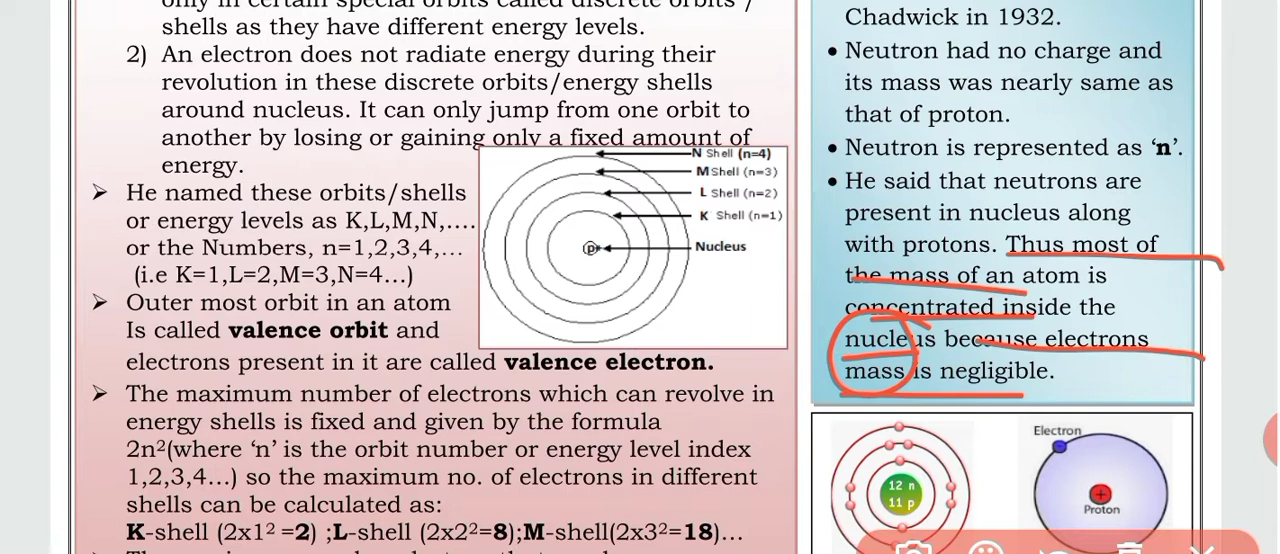 only in certain special orbits called discrete orbits /
shells as they have different energy levels.
2) An electron does not radiate energy during their
revolution in these discrete orbits/energy shells
around nucleus. It can only jump from one orbit to
another by losing or gaining only a fixed amount of
energy.
➢ He named these orbits/shells
or energy levels as K,L,M,N,....
or the Numbers, n=1,2,3,4,...
(i.e K=1,L=2,M=3,N=4...)
➢ Outer most orbit in an atom
Is called valence orbit and
electrons present in it are called valence electron.
N Shell (n=4)
M Shell (n=3)
L Shell (n=2)
K Shell (n=1)
Nucleus
➢ The maximum number of electrons which can revolve in
energy shells is fixed and given by the formula
2n²(where ‘n’ is the orbit number or energy level index
1,2,3,4...) so the maximum no. of electrons in different
shells can be calculated as:
K-shell (2x1² =2) ;L-shell (2x2²=8);M-shell(2x3²=18)...
Chadwick in 1932.
• Neutron had no charge and
its mass was nearly same as
that of proton.
• Neutron is represented as ‘n’.
• He said that neutrons are
present in nucleus along
with protons. Thus most of
the mass of an atom is
concentrated inside the
nucleus because electrons
mass is negligible.
12 n
11 p
Electron
Proton